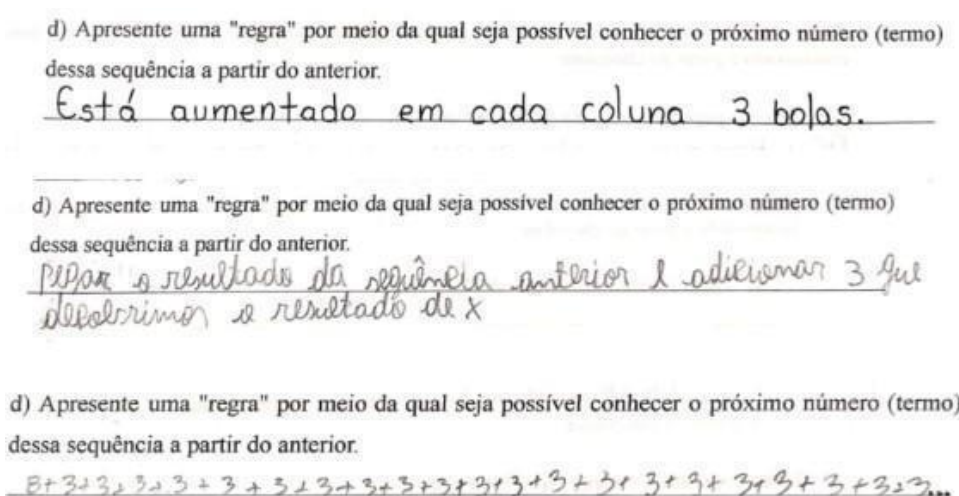 d) Apresente uma "regra" por meio da qual seja possível conhecer o próximo número (termo)
dessa sequência a partir do anterior.
Está aumentado em cada coluna 3 bolas.
d) Apresente uma "regra" por meio da qual seja possível conhecer o próximo número (termo)
dessa sequência a partir do anterior.
pegar o resultado da sequência anterior e adicionar 3 que
descobrimos o resultado de x
d) Apresente uma "regra" por meio da qual seja possível conhecer o próximo número (termo)
dessa sequência a partir do anterior.
8+3+3+3+3+3+3+3+3+3+3+3+3+3+3+3+3+3+3+3+3+3+3+3...